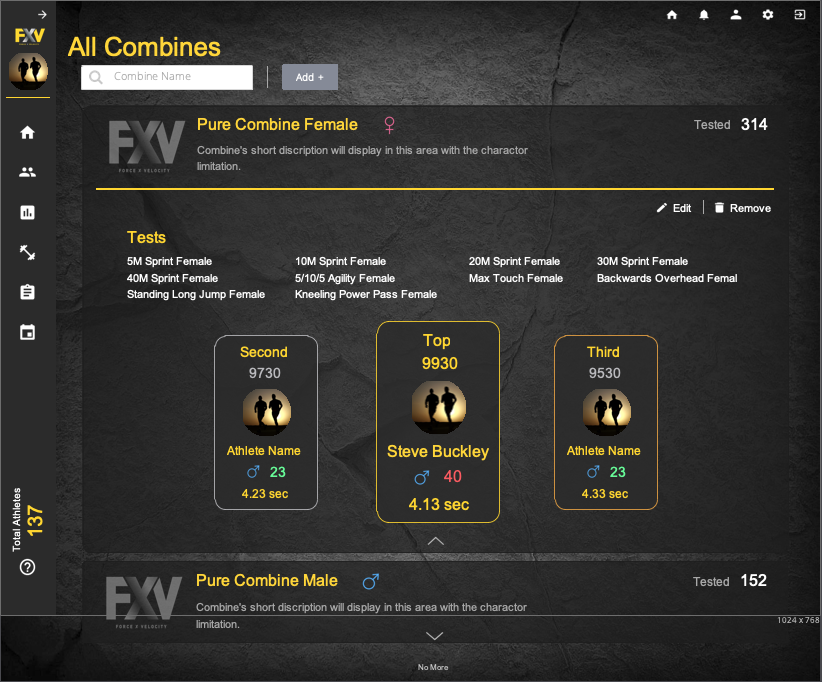 FXV
All Combines
Combine Name
Add +
FXV
FORCE X VELOCITY
Pure Combine Female
Tested 314
Combine's short discription will display in this area with the charactor
limitation.
Edit
Remove
Tests
5M Sprint Female 10M Sprint Female 20M Sprint Female 30M Sprint Female
40M Sprint Female 5/10/5 Agility Female Max Touch Female Backwards Overhead Femal
Standing Long Jump Female Kneeling Power Pass Female
Second
9730
Athlete Name
23
4.23 sec
Top
9930
Steve Buckley
40
4.13 sec
Third
9530
Athlete Name
23
4.33 sec
Total Athletes
137
FXV
FORCE X VELOCITY
Pure Combine Male
Tested 152
Combine's short discription will display in this area with the charactor
limitation.
1024 x 768
No More